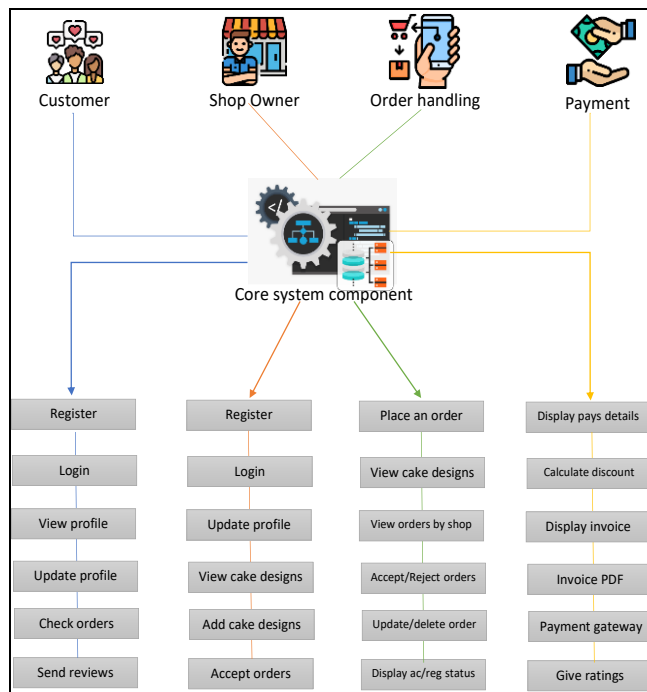 Customer
Shop Owner
Order handling
Payment
</>
Core system component
Register
Register
Place an order
Display pays details
Login
Login
View cake designs
Calculate discount
View profile
Update profile
View orders by shop
Display invoice
Update profile
View cake designs
Accept/Reject orders
Invoice PDF
Check orders
Add cake designs
Update/delete order
Payment gateway
Send reviews
Accept orders
Display ac/reg status
Give ratings